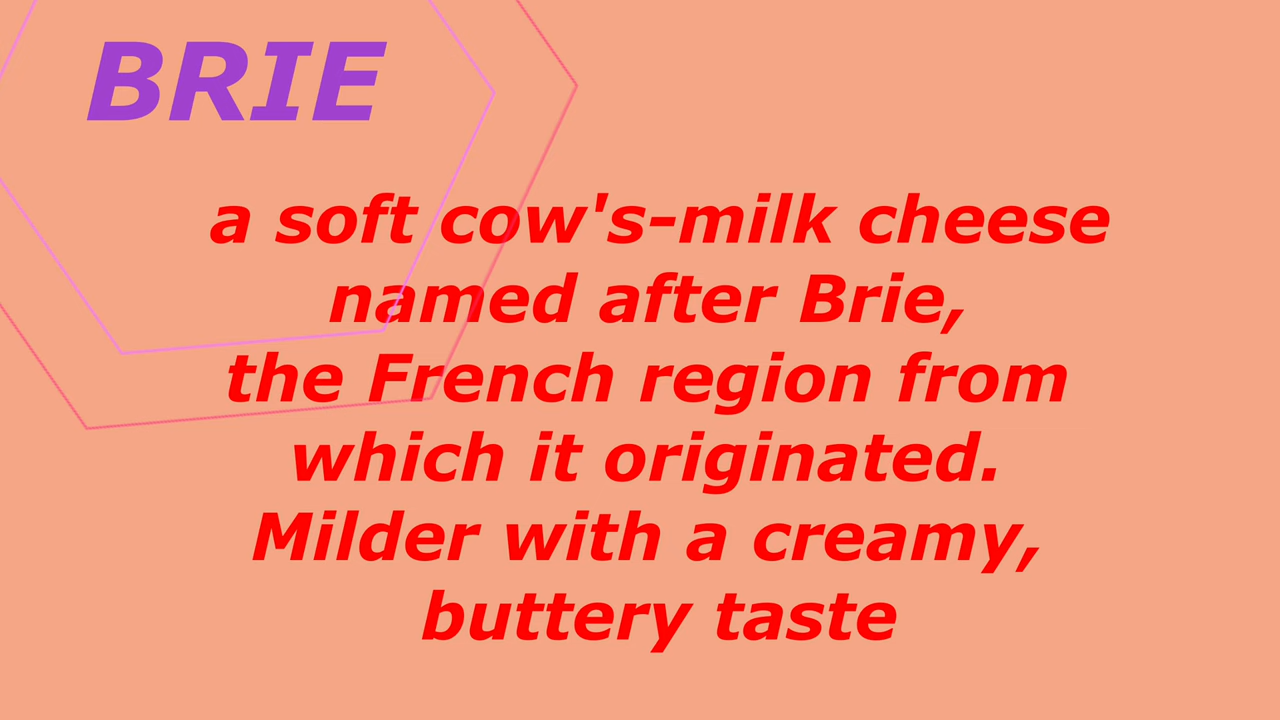 BRIE
a soft cow's-milk cheese
named after Brie,
the French region from
which it originated.
Milder with a creamy,
buttery taste